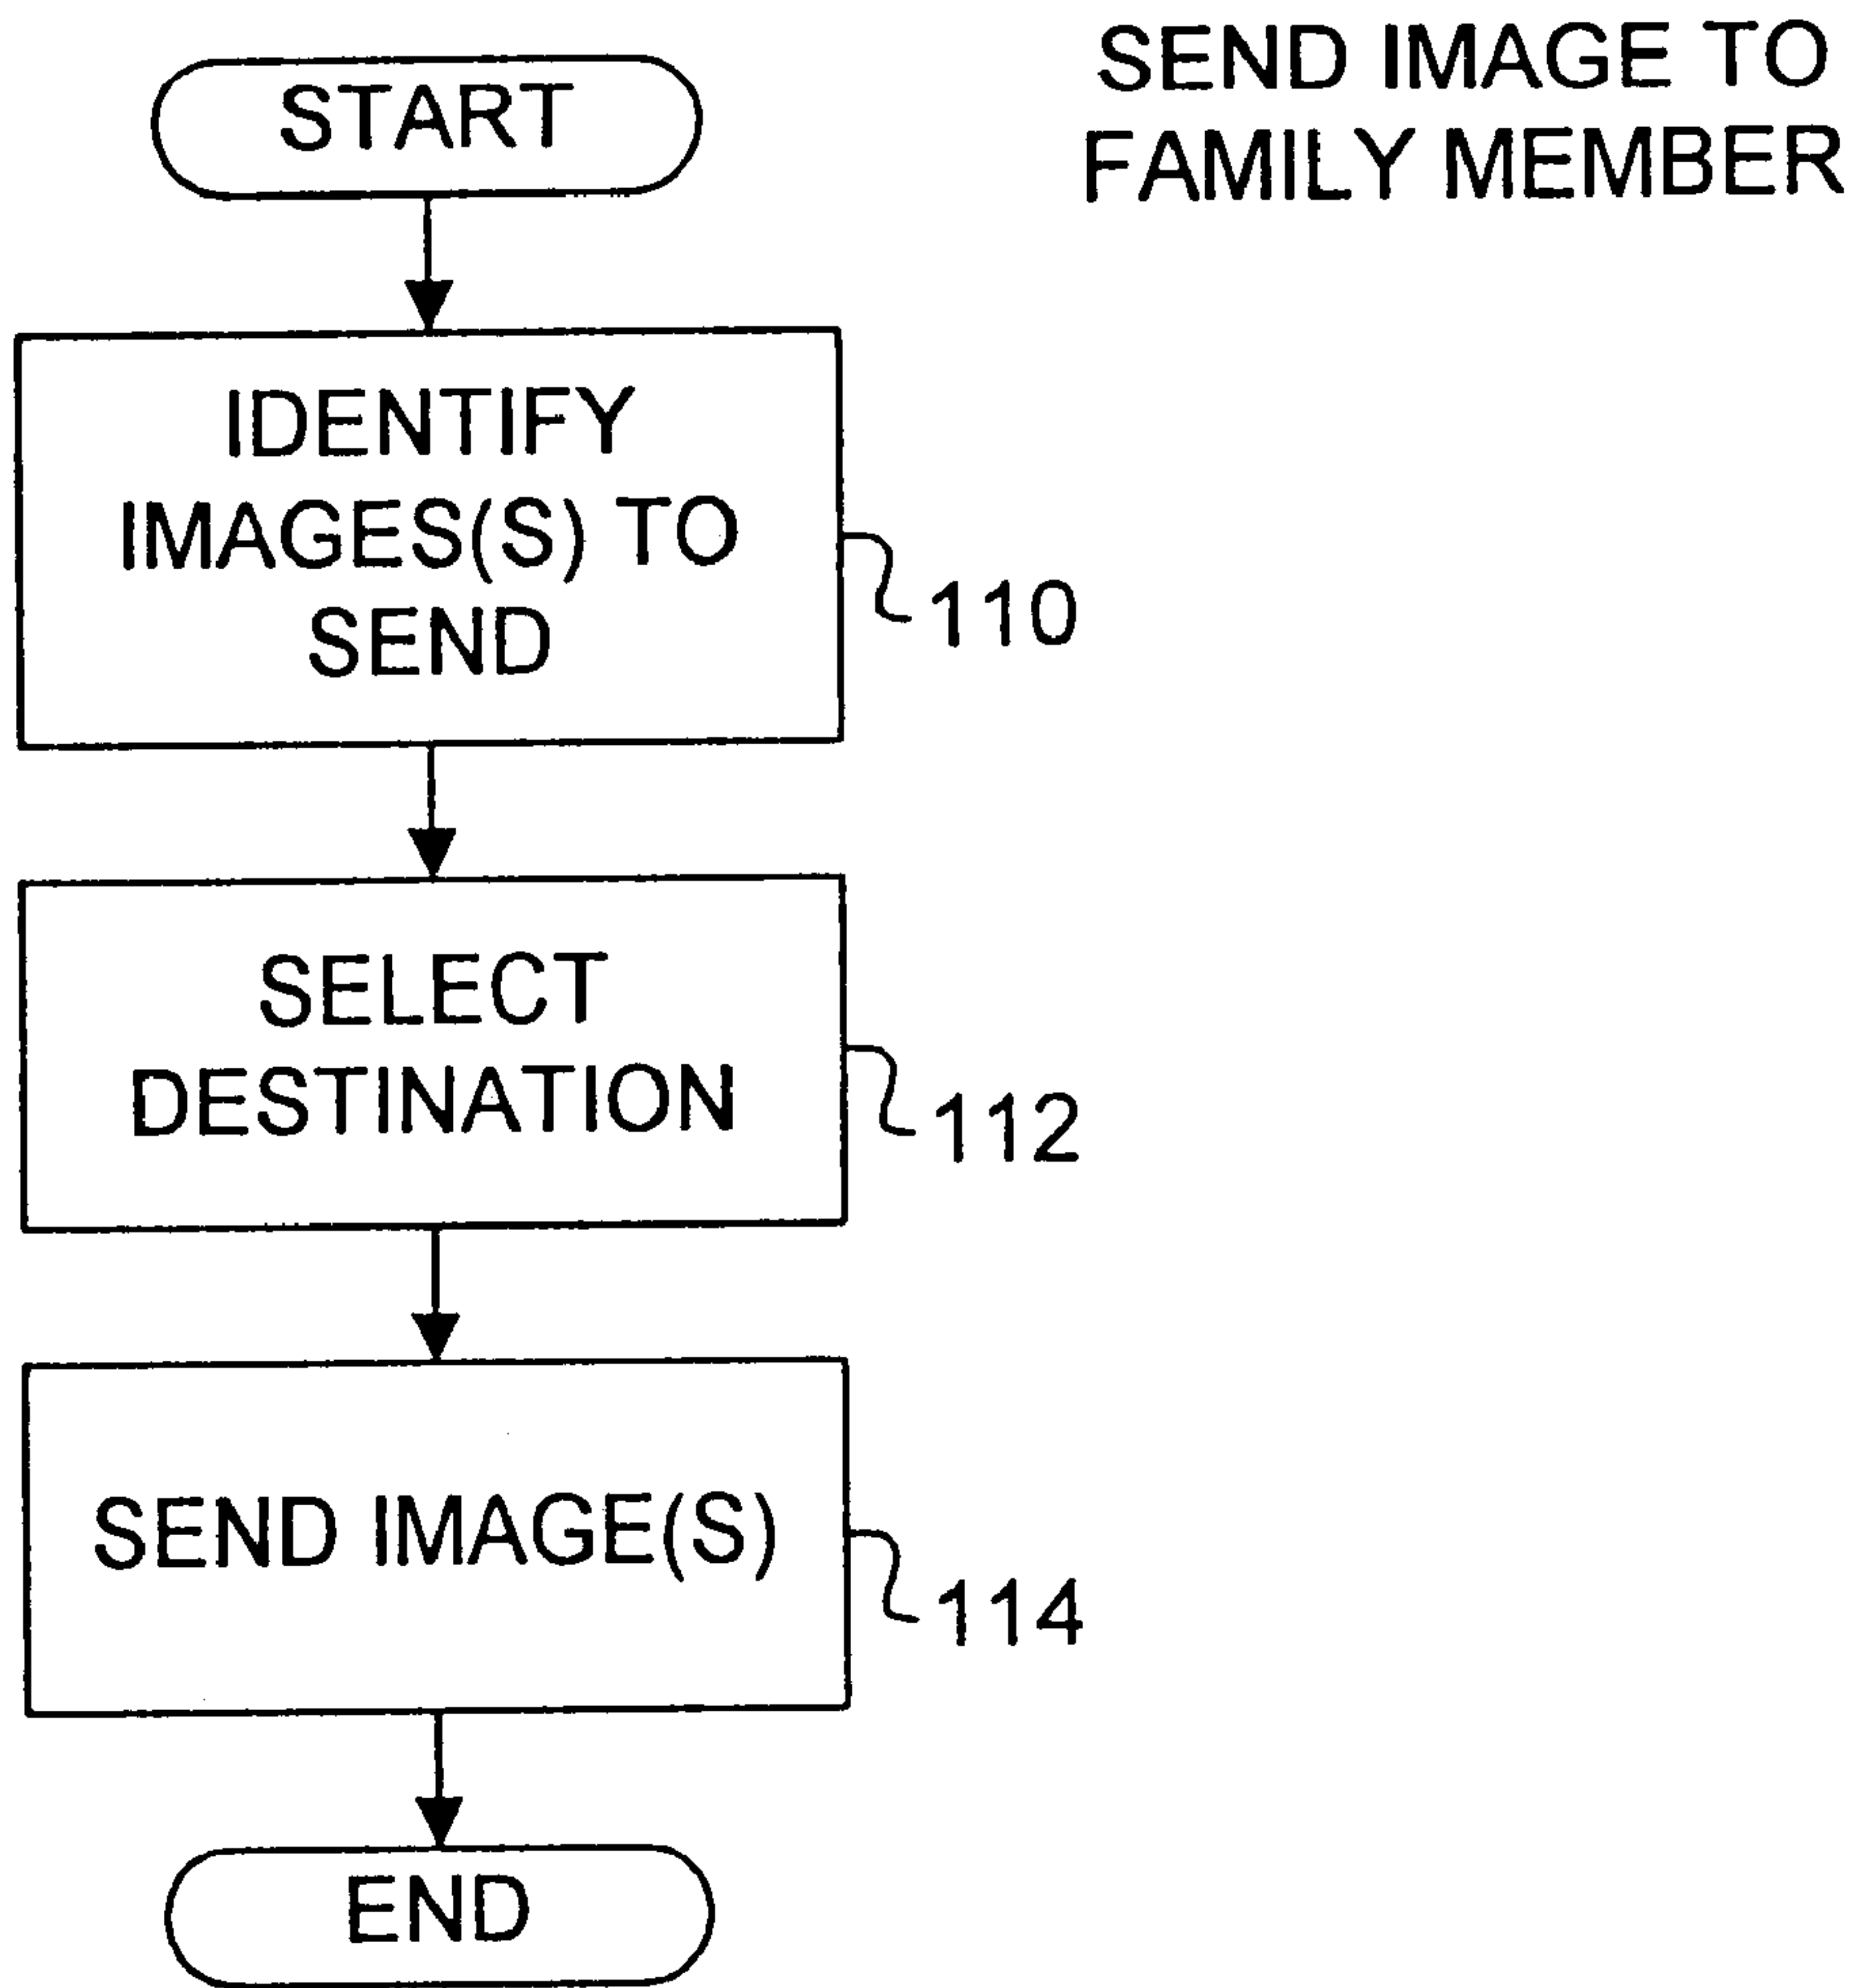 SEND IMAGE TO
FAMILY MEMBER
START
IDENTIFY
IMAGES(S) TO
SEND
110
SELECT
DESTINATION
112
SEND IMAGE(S)
114
END